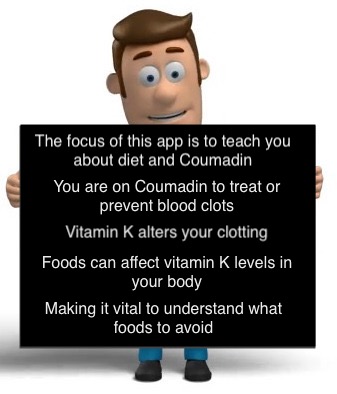 The focus of this app is to teach you
about diet and Coumadin
You are on Coumadin to treat or
prevent blood clots
Vitamin K alters your clotting
Foods can affect vitamin K levels in
your body
Making it vital to understand what
foods to avoid